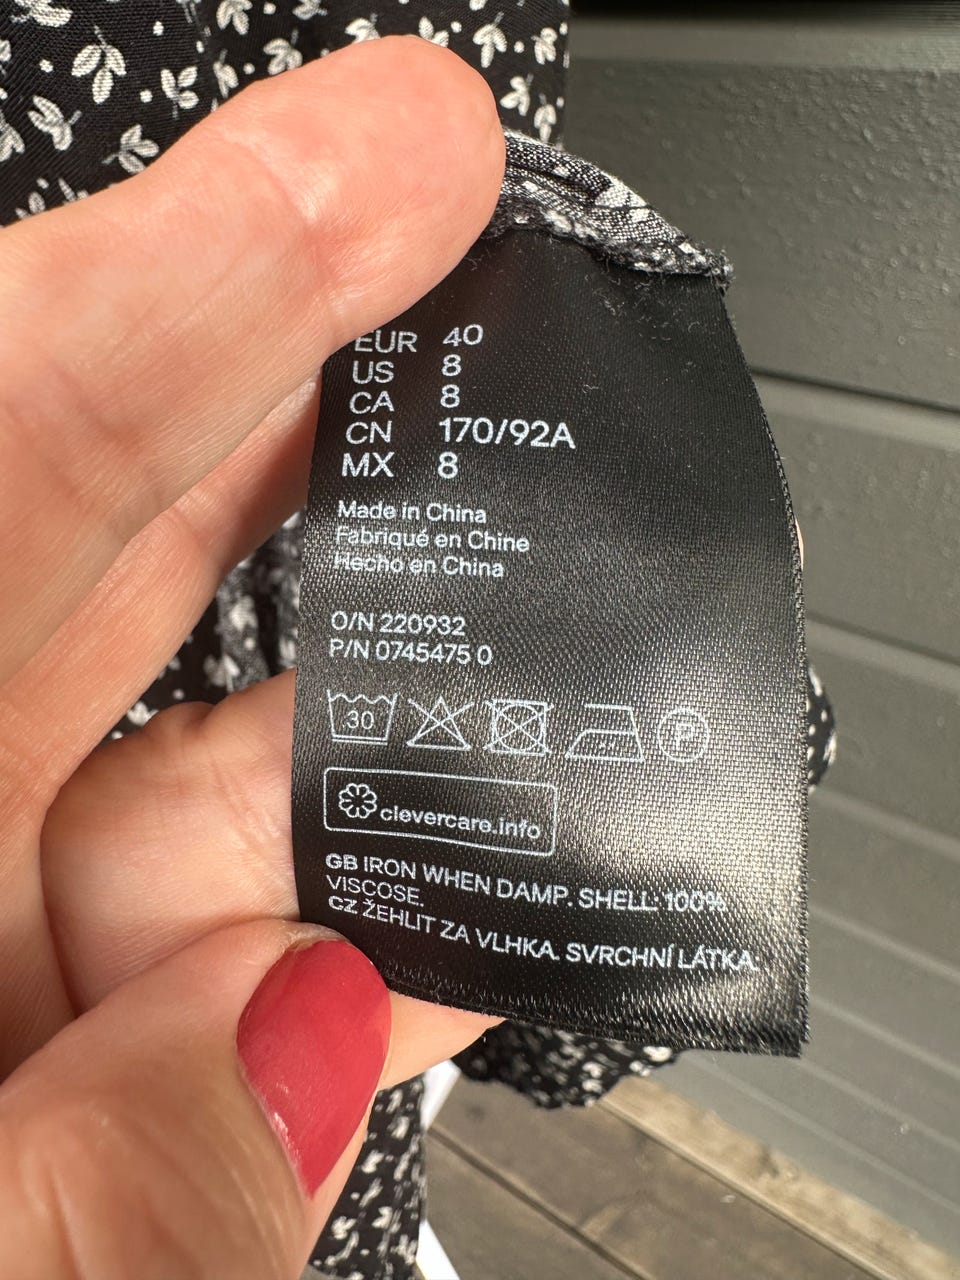 EUR 40
US 8
CA 8
CN 170/92A
MX 8
Made in China
Fabriqué en Chine
Hecho en China
O/N 220932
P/N 0745475 0
30
P
clevercare.info
GB IRON WHEN DAMP. SHELL: 100%
VISCOSE.
CZ ŽEHLIT ZA VLHKA. SVRCHNÍ LÁTKA: